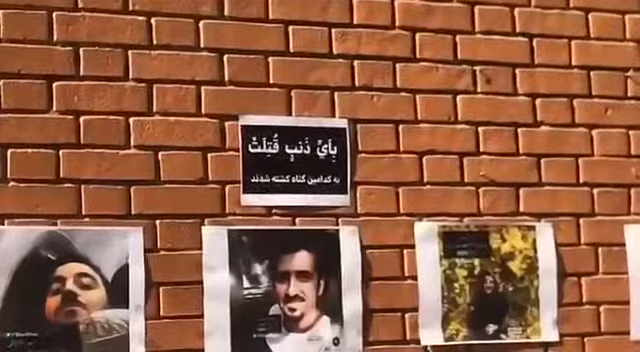 بِأَيِّ ذَنبٍ قُتِلَتْ
به کدامین گناه کشته شدند